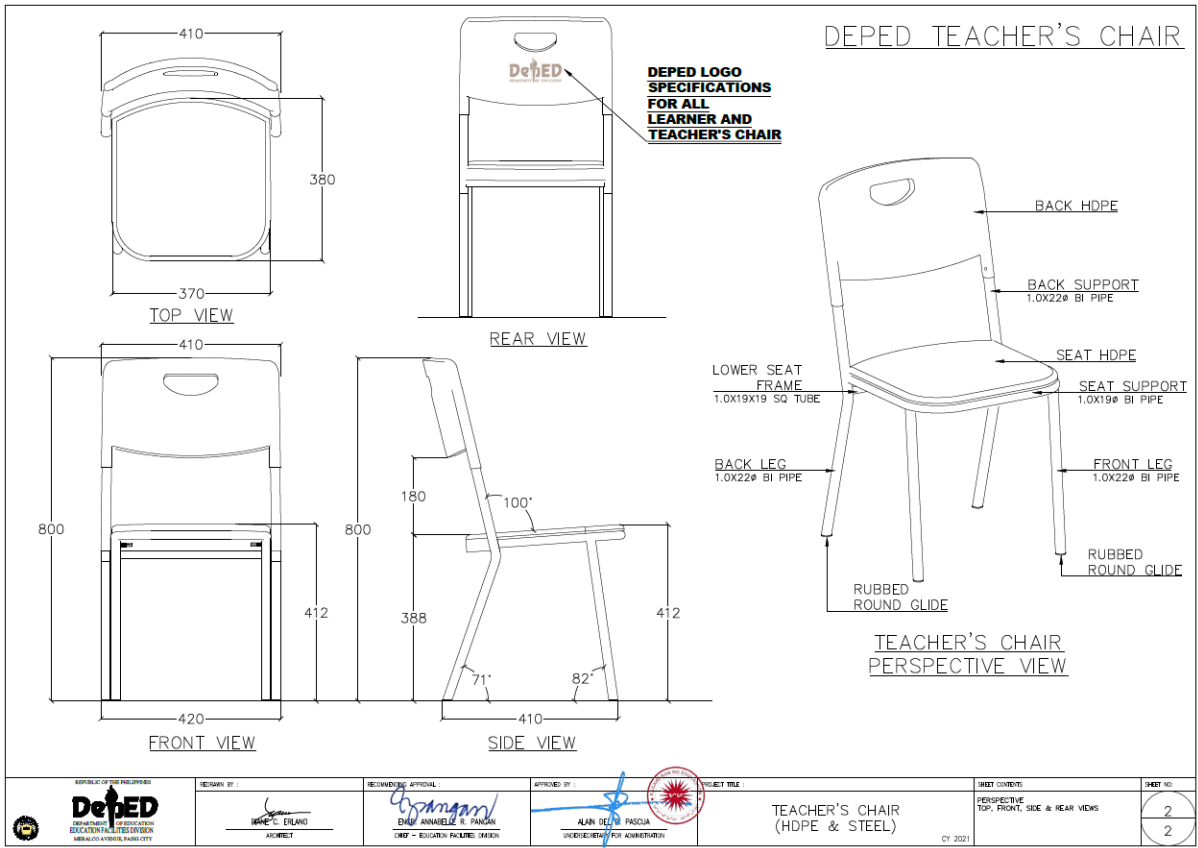 DEPED TEACHER'S CHAIR
410
380
370
TOP VIEW
DepED
DEPED LOGO
SPECIFICATIONS
FOR ALL
LEARNER AND
TEACHER'S CHAIR
REAR VIEW
BACK HDPE
BACK SUPPORT
1.0X22ø BI PIPE
SEAT HDPE
LOWER SEAT
FRAME
1.0X19X19 SQ TUBE
SEAT SUPPORT
1.0X19ø BI PIPE
BACK LEG
1.0X22ø BI PIPE
FRONT LEG
1.0X22ø BI PIPE
RUBBED
ROUND GLIDE
RUBBED
ROUND GLIDE
TEACHER'S CHAIR
PERSPECTIVE VIEW
410
800
412
420
FRONT VIEW
800
180
100°
388
412
71°
82°
410
SIDE VIEW
REPUBLIC OF THE PHILIPPINES
DepED
DEPARTMENT OF EDUCATION
EDUCATION FACILITIES DIVISION
MERALCO AVENUE, PASIG CITY
REDRAWN BY :
DIANE C. ERLANO
ARCHITECT
RECOMMENDING APPROVAL :
ENGR. ANNABELLE R. PANGAN
CHIEF - EDUCATION FACILITIES DIVISION
APPROVED BY :
ALAIN DEL B. PASCUA
UNDERSECRETARY FOR ADMINISTRATION
PROJECT TITLE :
TEACHER'S CHAIR
(HDPE & STEEL)
CY 2021
SHEET CONTENTS
PERSPECTIVE
TOP, FRONT, SIDE & REAR VIEWS
SHEET NO:
2
2